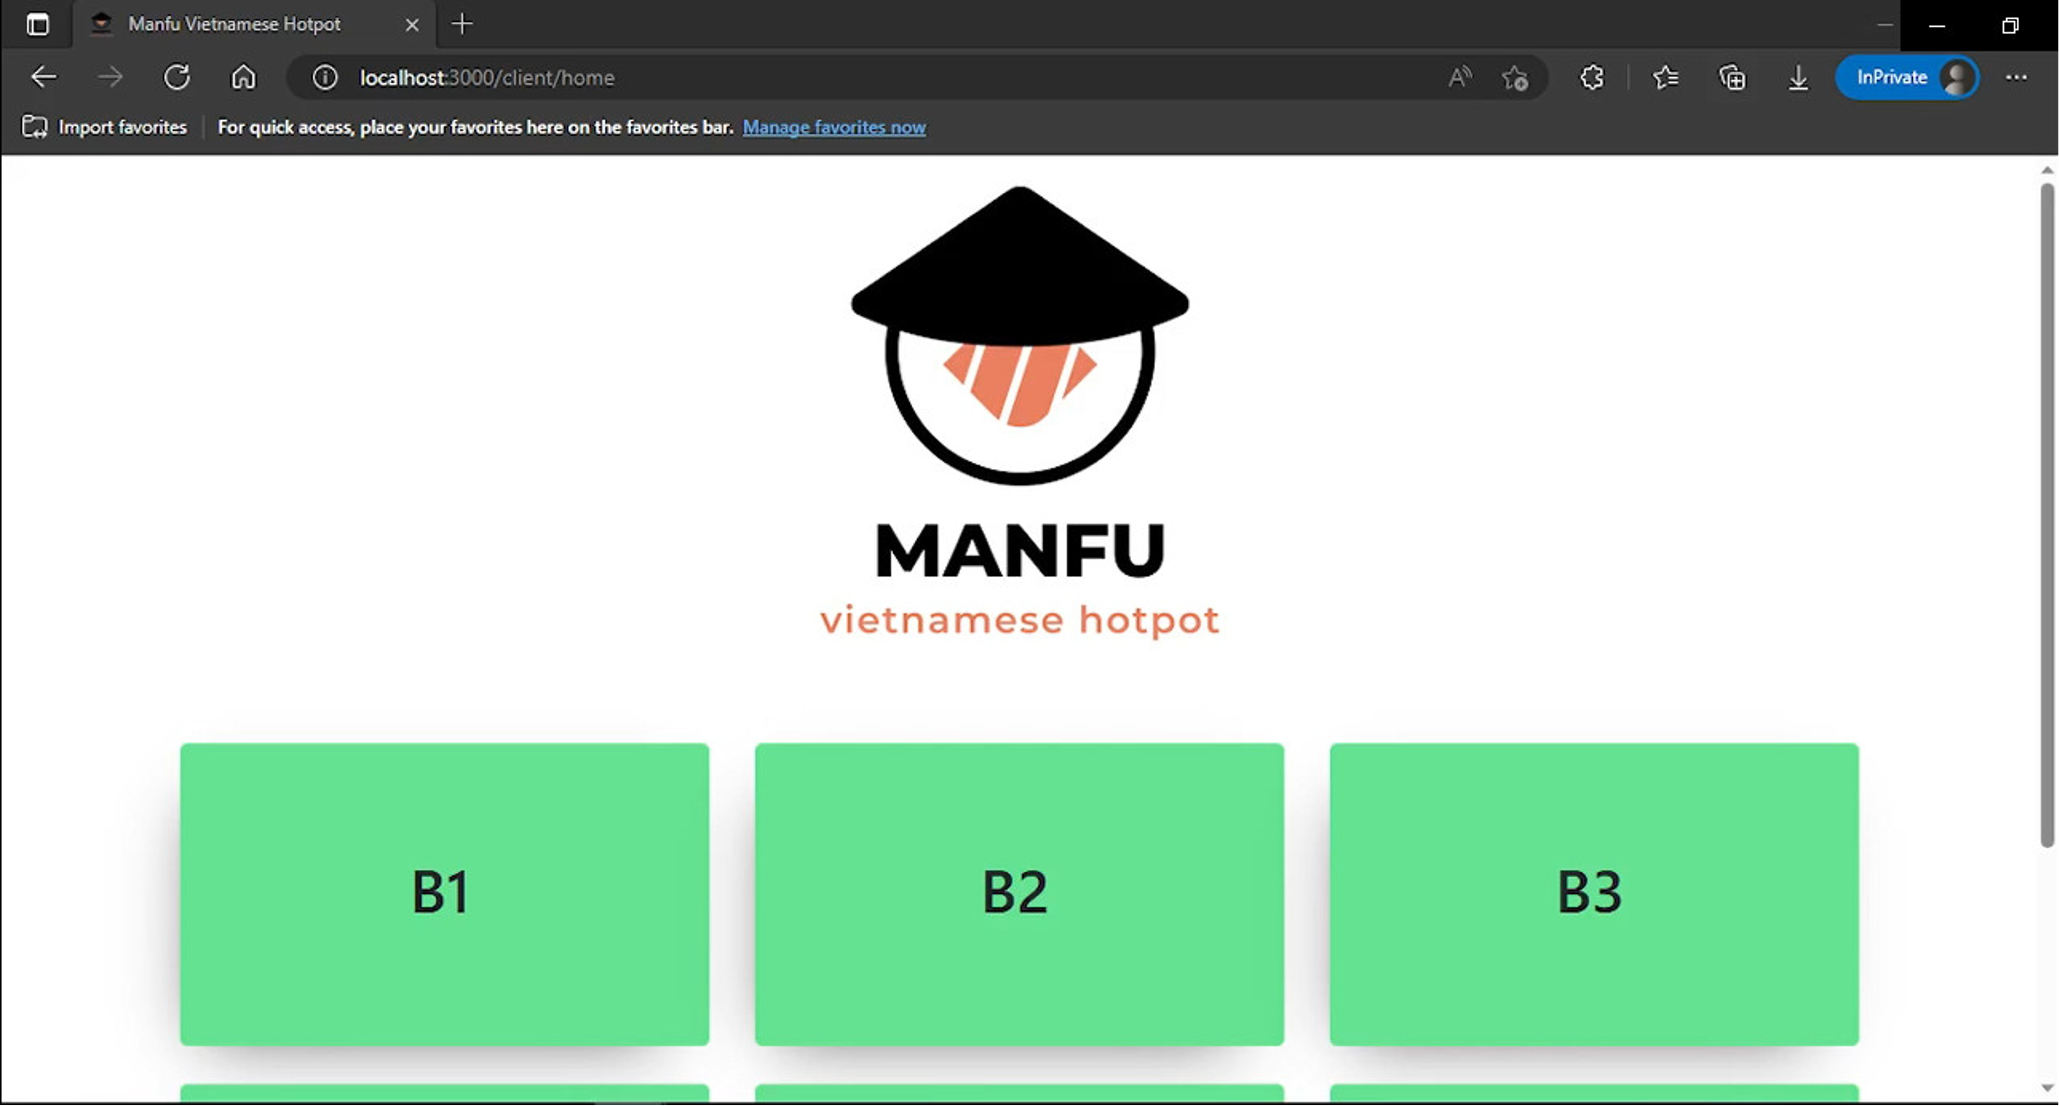 Manfu Vietnamese Hotpot
localhost:3000/client/home
InPrivate
Import favorites
For quick access, place your favorites here on the favorites bar. Manage favorites now
MANFU
vietnamese hotpot
B1
B2
B3